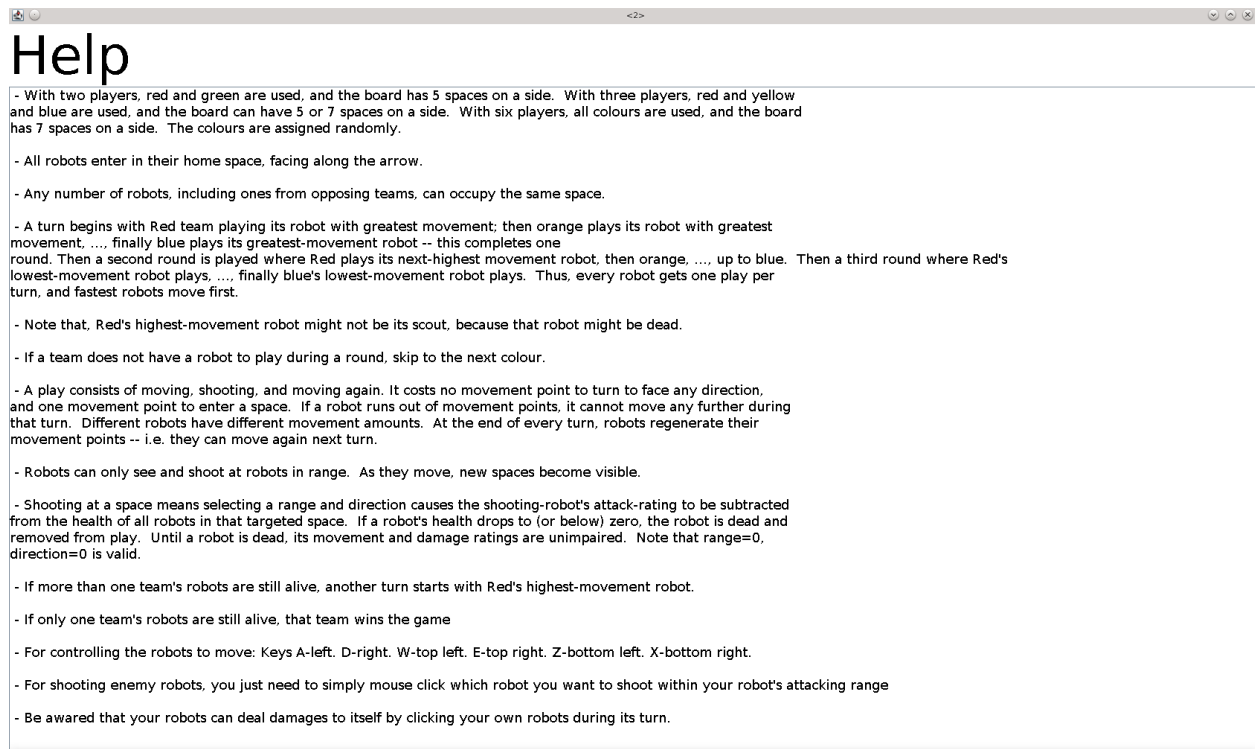 <2>
Help
- With two players, red and green are used, and the board has 5 spaces on a side.  With three players, red and yellow
and blue are used, and the board can have 5 or 7 spaces on a side.  With six players, all colours are used, and the board
has 7 spaces on a side.  The colours are assigned randomly.
- All robots enter in their home space, facing along the arrow.
- Any number of robots, including ones from opposing teams, can occupy the same space.
- A turn begins with Red team playing its robot with greatest movement; then orange plays its robot with greatest
movement, ..., finally blue plays its greatest-movement robot -- this completes one
round. Then a second round is played where Red plays its next-highest movement robot, then orange, ..., up to blue.  Then a third round where Red's
lowest-movement robot plays, ..., finally blue's lowest-movement robot plays.  Thus, every robot gets one play per
turn, and fastest robots move first.
- Note that, Red's highest-movement robot might not be its scout, because that robot might be dead.
- If a team does not have a robot to play during a round, skip to the next colour.
- A play consists of moving, shooting, and moving again. It costs no movement point to turn to face any direction,
and one movement point to enter a space.  If a robot runs out of movement points, it cannot move any further during
that turn.  Different robots have different movement amounts.  At the end of every turn, robots regenerate their
movement points -- i.e. they can move again next turn.
- Robots can only see and shoot at robots in range.  As they move, new spaces become visible.
- Shooting at a space means selecting a range and direction causes the shooting-robot's attack-rating to be subtracted
from the health of all robots in that targeted space.  If a robot's health drops to (or below) zero, the robot is dead and
removed from play.  Until a robot is dead, its movement and damage ratings are unimpaired.  Note that range=0,
direction=0 is valid.
- If more than one team's robots are still alive, another turn starts with Red's highest-movement robot.
- If only one team's robots are still alive, that team wins the game
- For controlling the robots to move: Keys A-left. D-right. W-top left. E-top right. Z-bottom left. X-bottom right.
- For shooting enemy robots, you just need to simply mouse click which robot you want to shoot within your robot's attacking range
- Be awared that your robots can deal damages to itself by clicking your own robots during its turn.